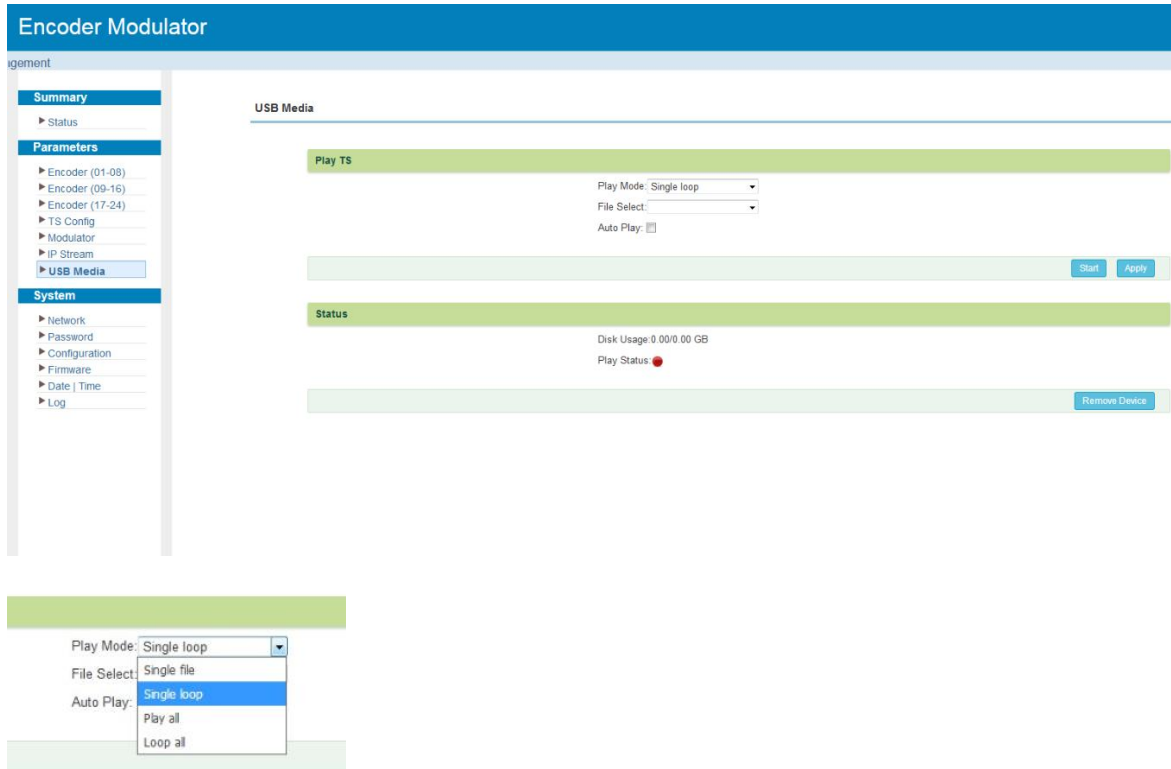 Encoder Modulator
igement
Summary
Status
Parameters
Encoder (01-08)
Encoder (09-16)
Encoder (17-24)
TS Config
Modulator
IP Stream
USB Media
System
Network
Password
Configuration
Firmware
Date | Time
Log
USB Media
Play TS
Play Mode: Single loop
File Select:
Auto Play:
Start Apply
Status
Disk Usage:0.00/0.00 GB
Play Status:
Remove Device
Play Mode: Single loop
File Select: Single file
Auto Play: Single loop
Play all
Loop all